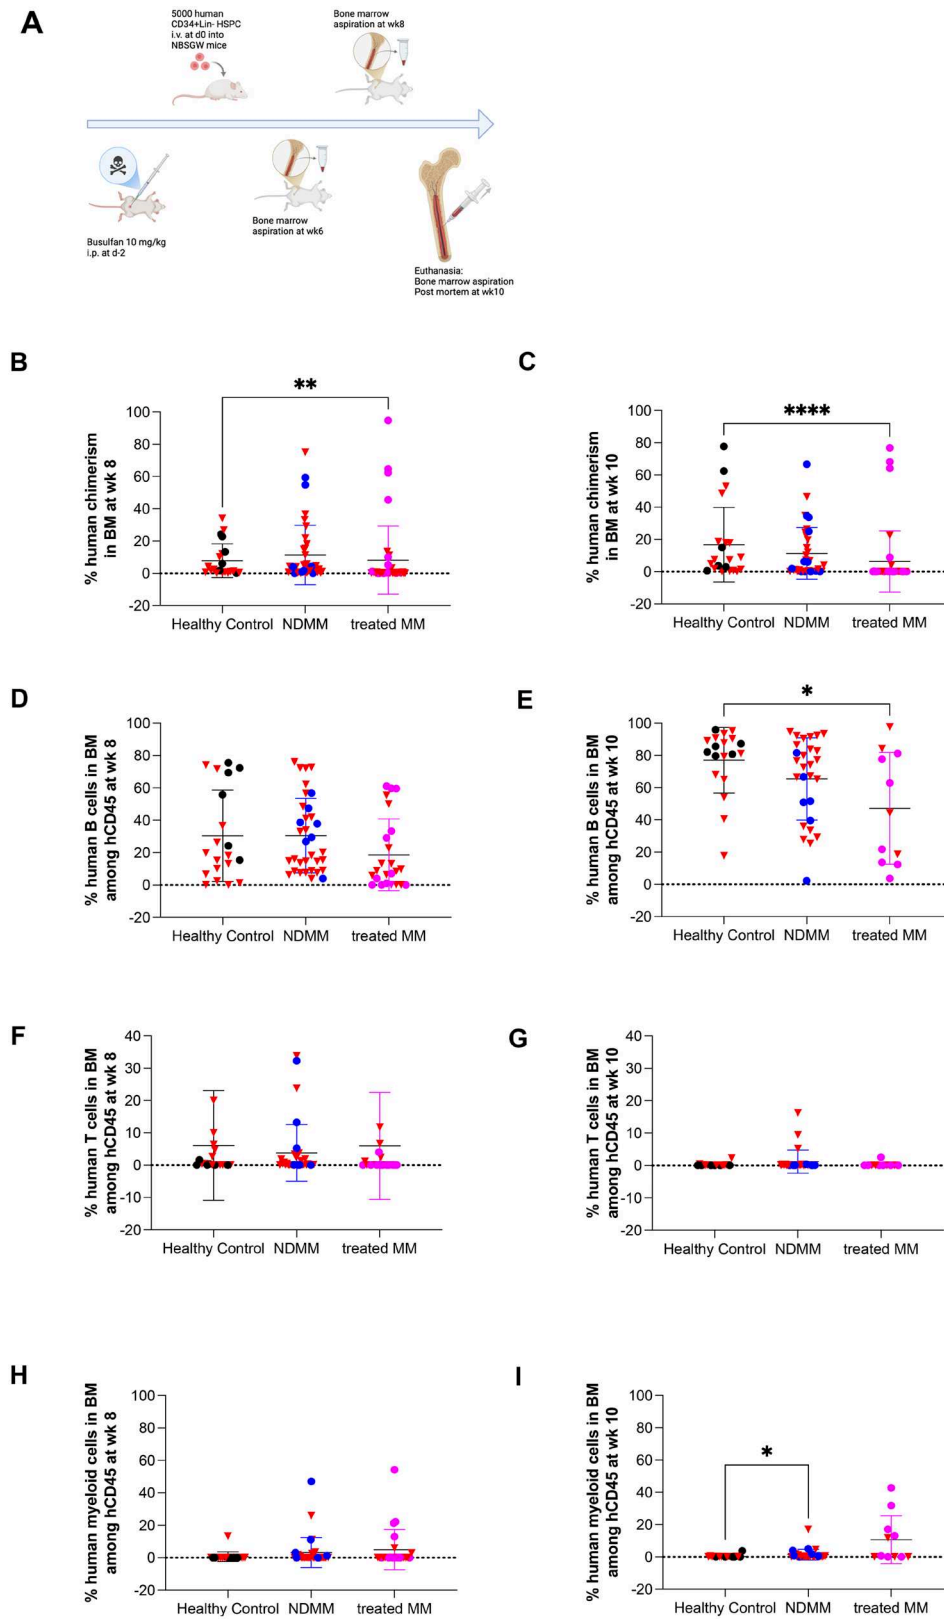 A
5000 human
CD34+Lin- HSPC
i.v. at d0 into
NBSGW mice
Bone marrow
aspiration at wk8
Busulfan 10 mg/kg
i.p. at d-2
Bone marrow
aspiration at wk6
Euthanasia:
Bone marrow aspiration
Post mortem at wk10
B
% human chimerism
in BM at wk 8
100
80
60
40
20
0
-20
**
Healthy Control
NDMM
treated MM
C
% human chimerism
in BM at wk 10
100
80
60
40
20
0
-20
****
Healthy Control
NDMM
treated MM
D
% human B cells in BM
among hCD45 at wk 8
100
80
60
40
20
0
-20
Healthy Control
NDMM
treated MM
E
% human B cells in BM
among hCD45 at wk 10
100
80
60
40
20
0
-20
*
Healthy Control
NDMM
treated MM
F
% human T cells in BM
among hCD45 at wk 8
40
30
20
10
0
-10
-20
Healthy Control
NDMM
treated MM
G
% human T cells in BM
among hCD45 at wk 10
40
30
20
10
0
-10
-20
Healthy Control
NDMM
treated MM
H
% human myeloid cells in BM
among hCD45 at wk 8
100
80
60
40
20
0
-20
Healthy Control
NDMM
treated MM
I
% human myeloid cells in BM
among hCD45 at wk 10
100
80
60
40
20
0
-20
*
Healthy Control
NDMM
treated MM